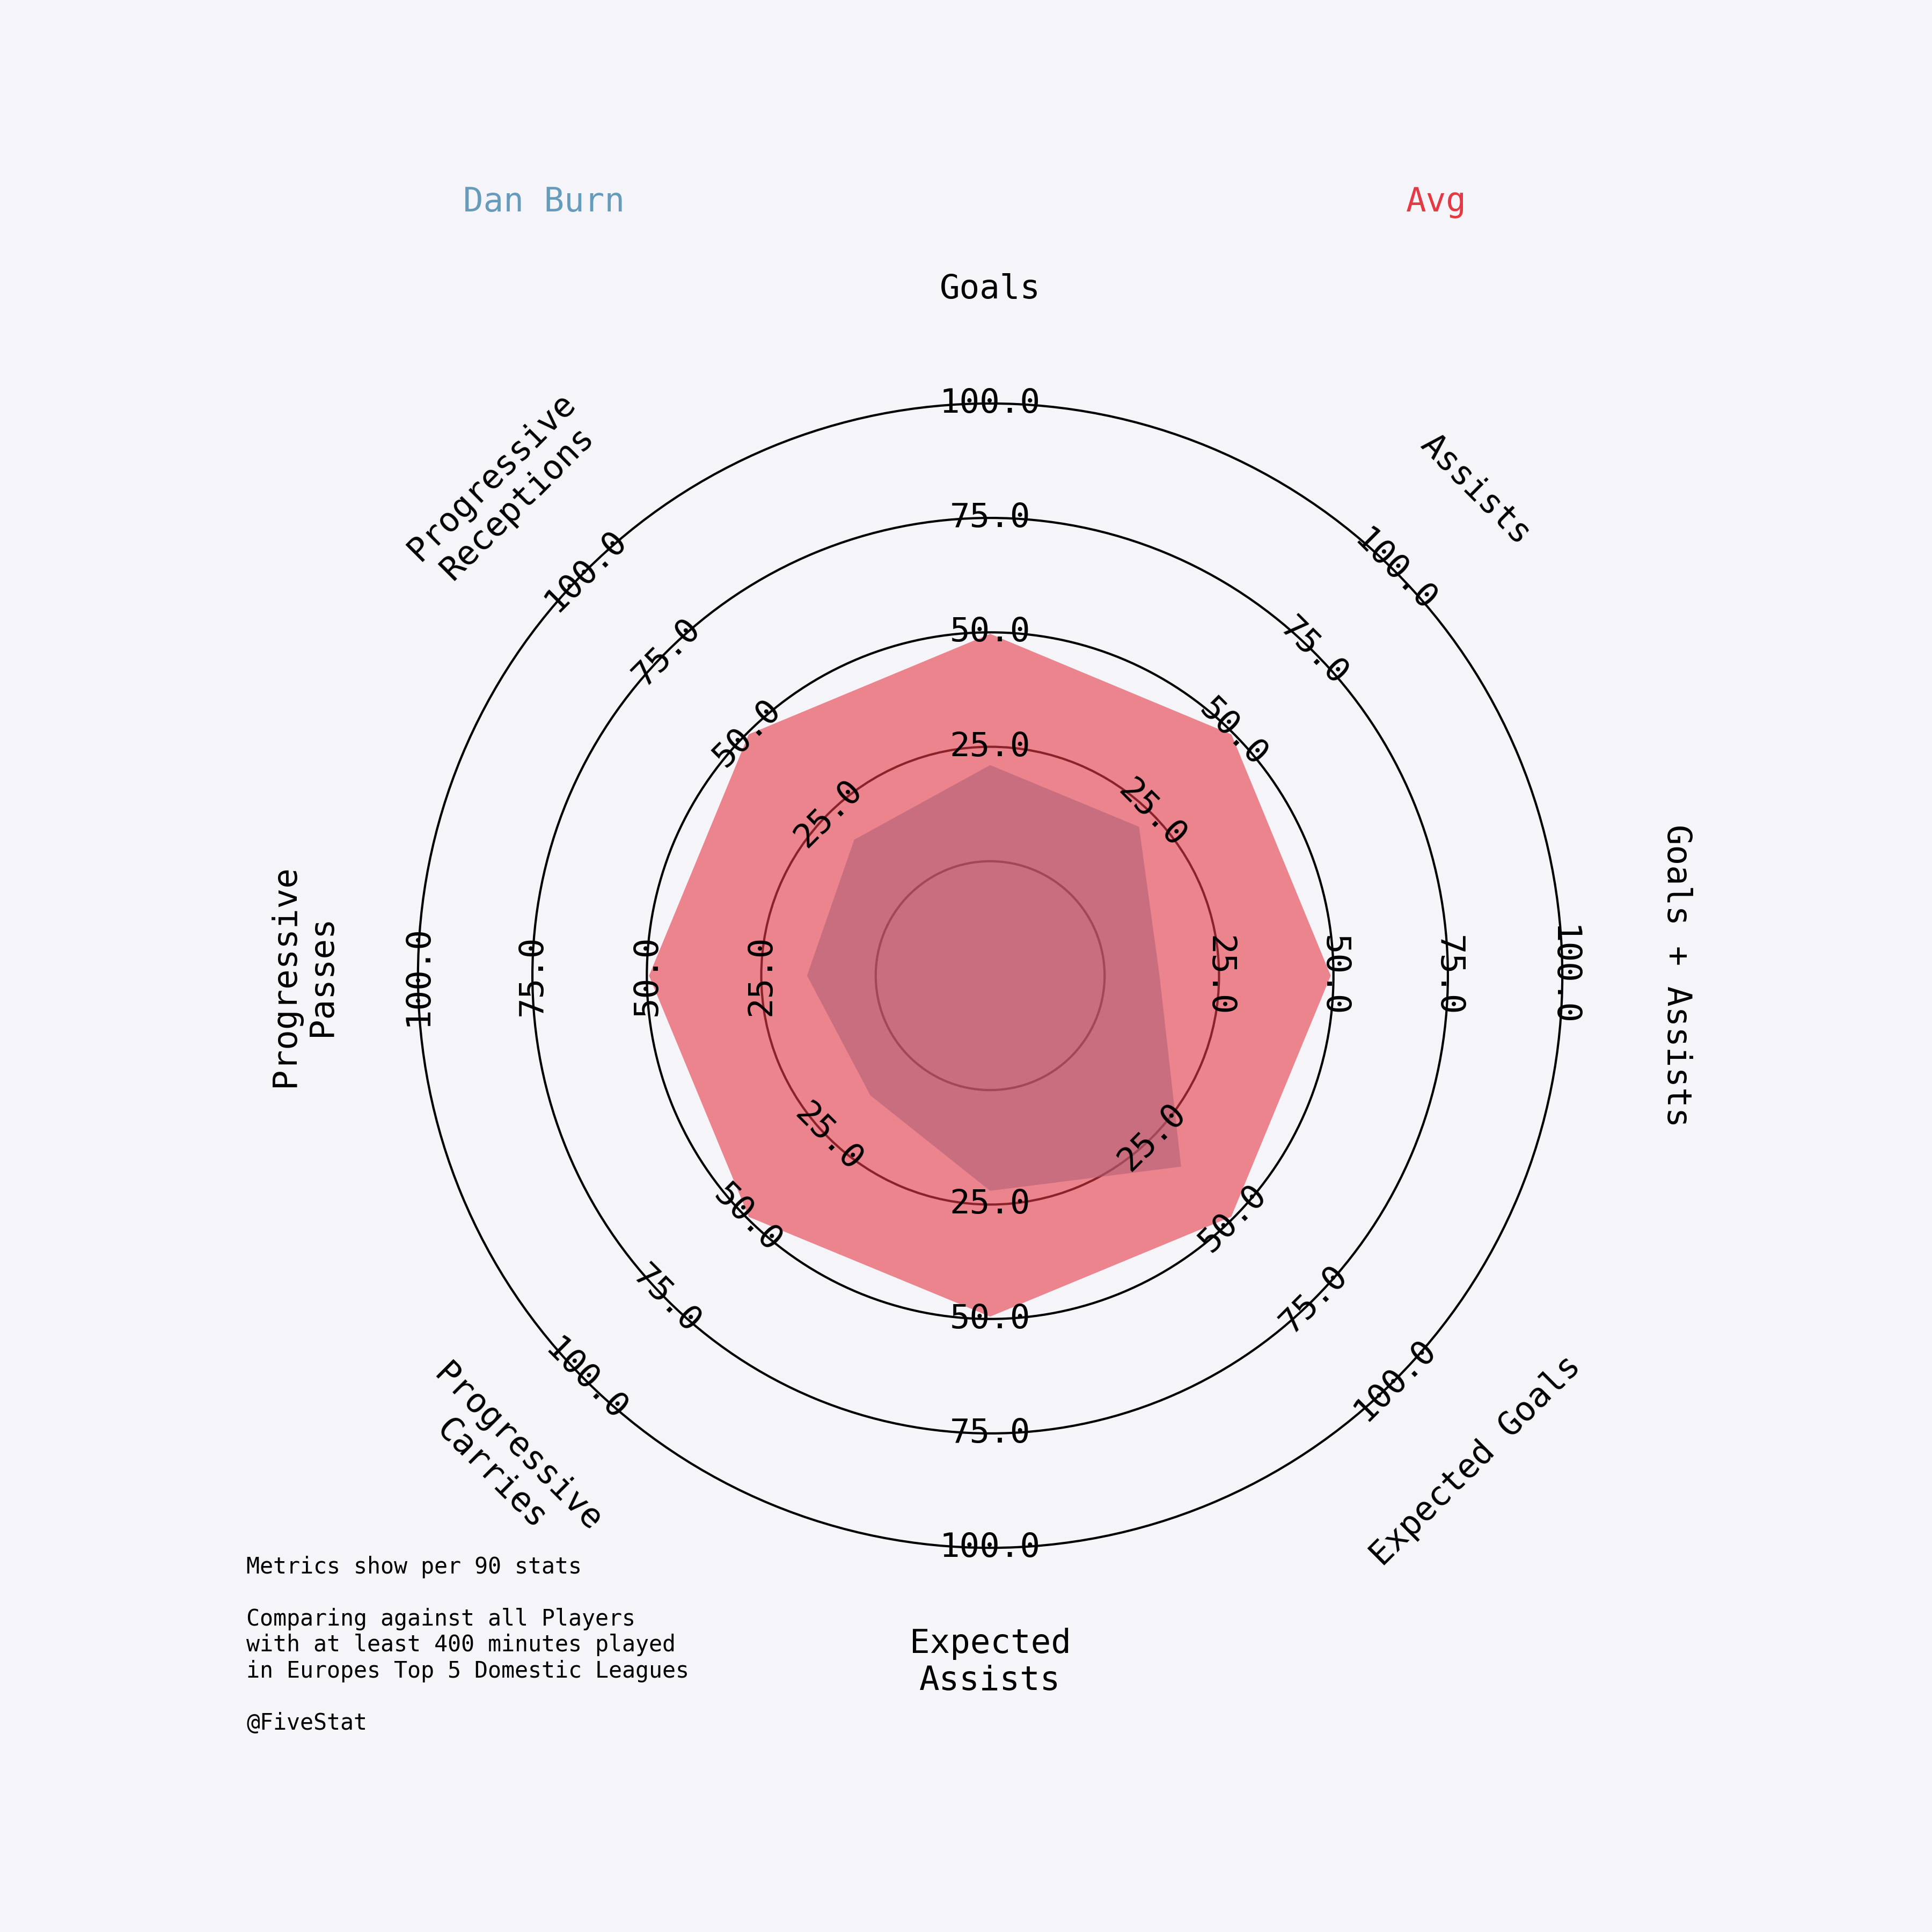 Dan Burn
Avg
Goals
Assists
Goals + Assists
Expected Goals
Expected
Assists
Progressive
Carries
Progressive
Passes
Progressive
Receptions
25.0
50.0
75.0
100.0
25.0
50.0
75.0
100.0
25.0
50.0
75.0
100.0
25.0
50.0
75.0
100.0
25.0
50.0
75.0
100.0
25.0
50.0
75.0
100.0
25.0
50.0
75.0
100.0
25.0
50.0
75.0
100.0
Metrics show per 90 stats
Comparing against all Players
with at least 400 minutes played
in Europes Top 5 Domestic Leagues
@FiveStat